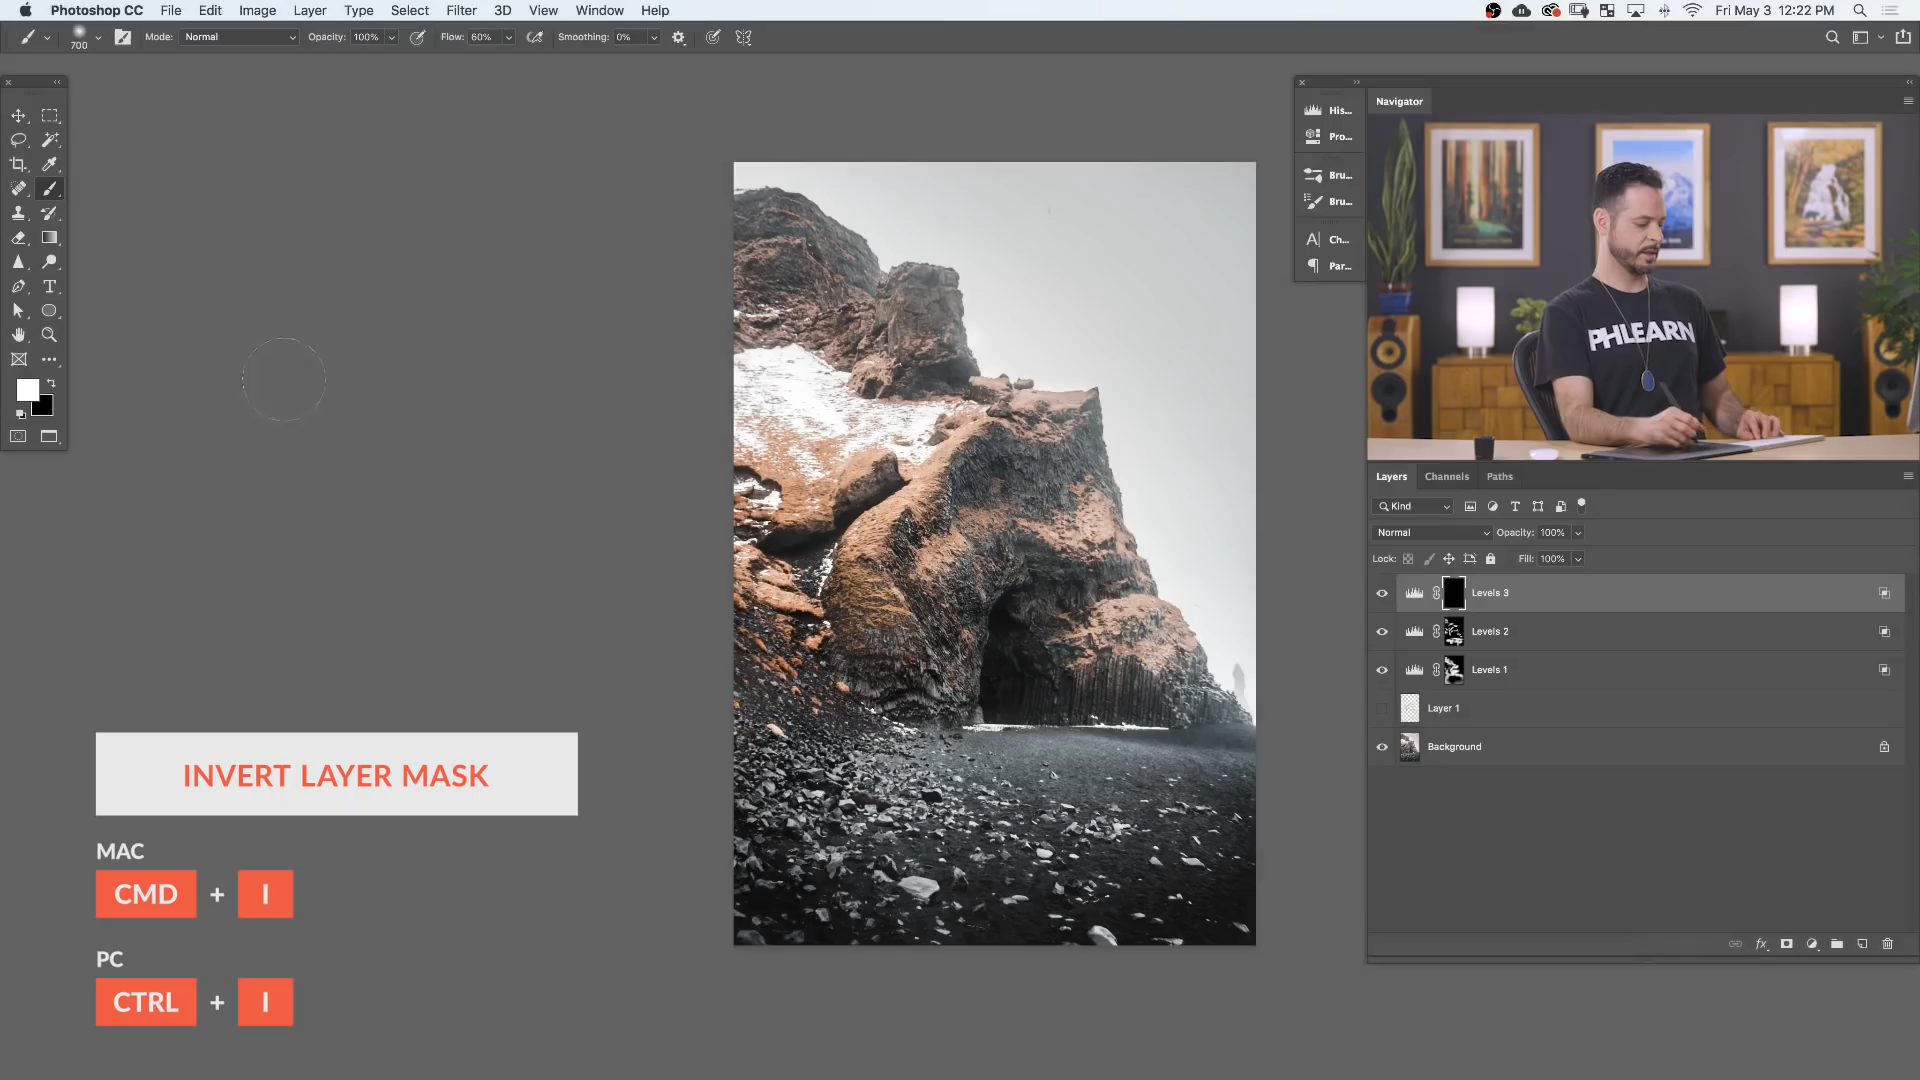 Photoshop CC File Edit Image Layer Type Select Filter 3D View Window Help Fri May 3 12:22 PM
700 Mode: Normal Opacity: 100% Flow: 60% Smoothing: 0%
Navigator
His...
Pro...
Bru...
Bru...
Ch...
Par...
PHLEARN
Layers Channels Paths
Kind
Normal Opacity: 100%
Lock: Fill: 100%
Levels 3
Levels 2
Levels 1
Layer 1
Background
fx
INVERT LAYER MASK
MAC
CMD + I
PC
CTRL + I